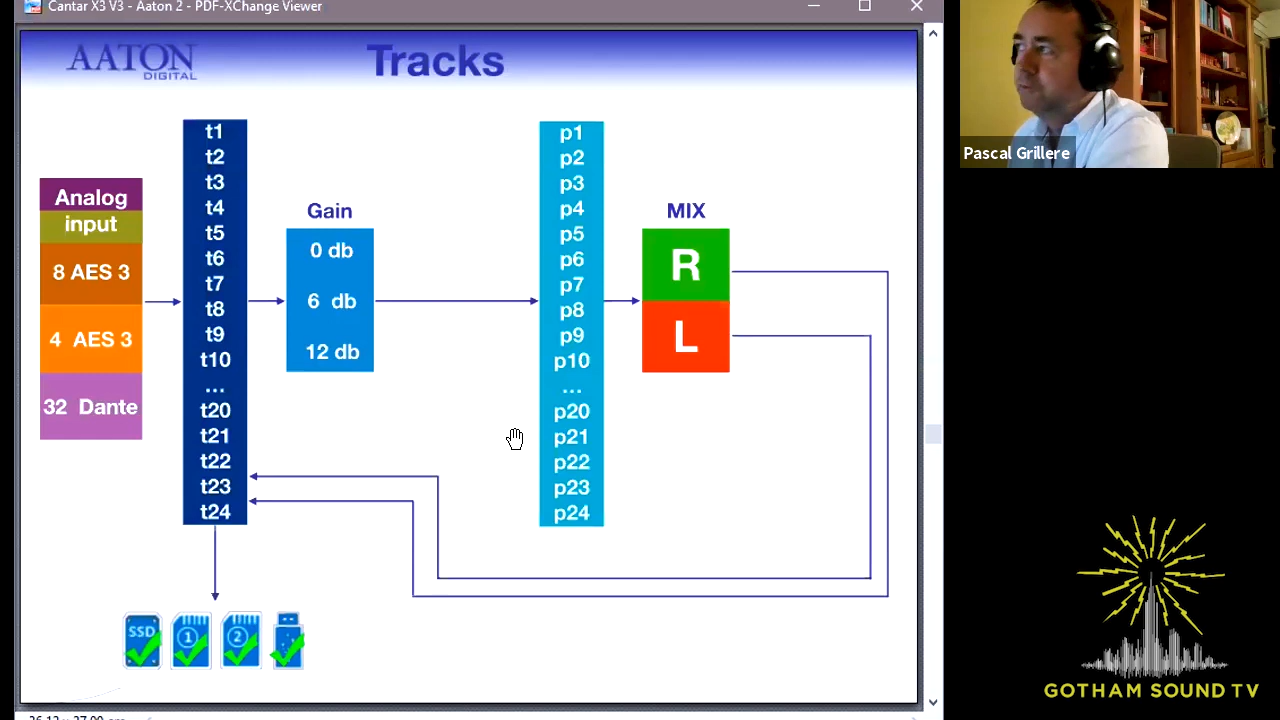 Cantar X3 V3 - Aaton 2 - PDF-XChange Viewer
AATON
DIGITAL
Tracks
Analog
input
8 AES 3
4 AES 3
32 Dante
t1
t2
t3
t4
t5
t6
t7
t8
t9
t10
...
t20
t21
t22
t23
t24
Gain
0 db
6 db
12 db
p1
p2
p3
p4
p5
p6
p7
p8
p9
p10
...
p20
p21
p22
p23
p24
MIX
R
L
SSD
1
2
Pascal Grillere
GOTHAM SOUND TV